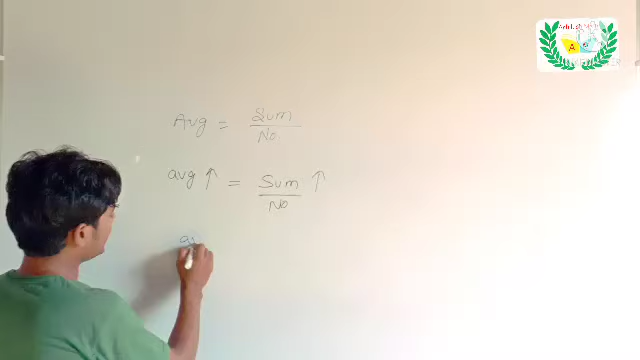 Avg = Sum
No
avg ↑ = Sum ↑
No
a
A